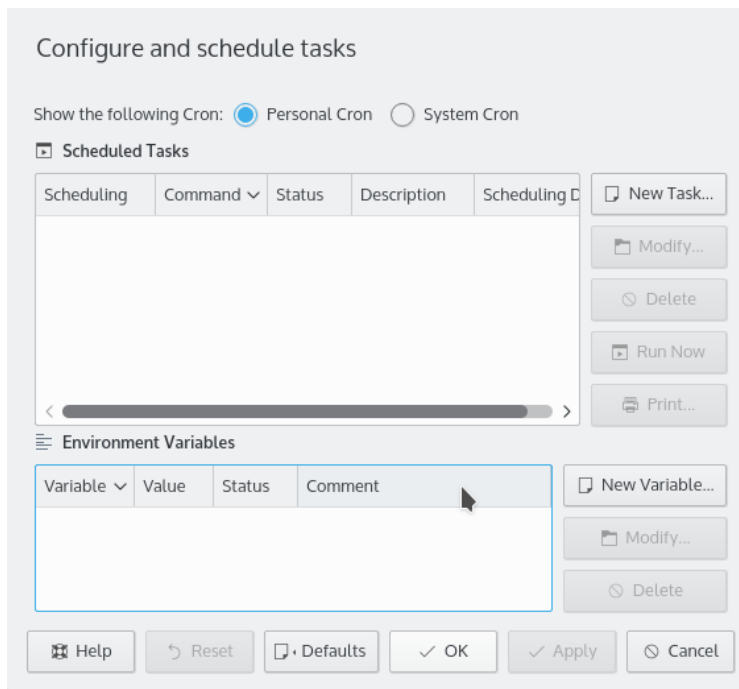 Configure and schedule tasks
Show the following Cron: Personal Cron System Cron
Scheduled Tasks
Scheduling Command Status Description Scheduling D
New Task...
Modify...
Delete
Run Now
Print...
Environment Variables
Variable Value Status Comment
New Variable...
Modify...
Delete
Help Reset Defaults OK Apply Cancel